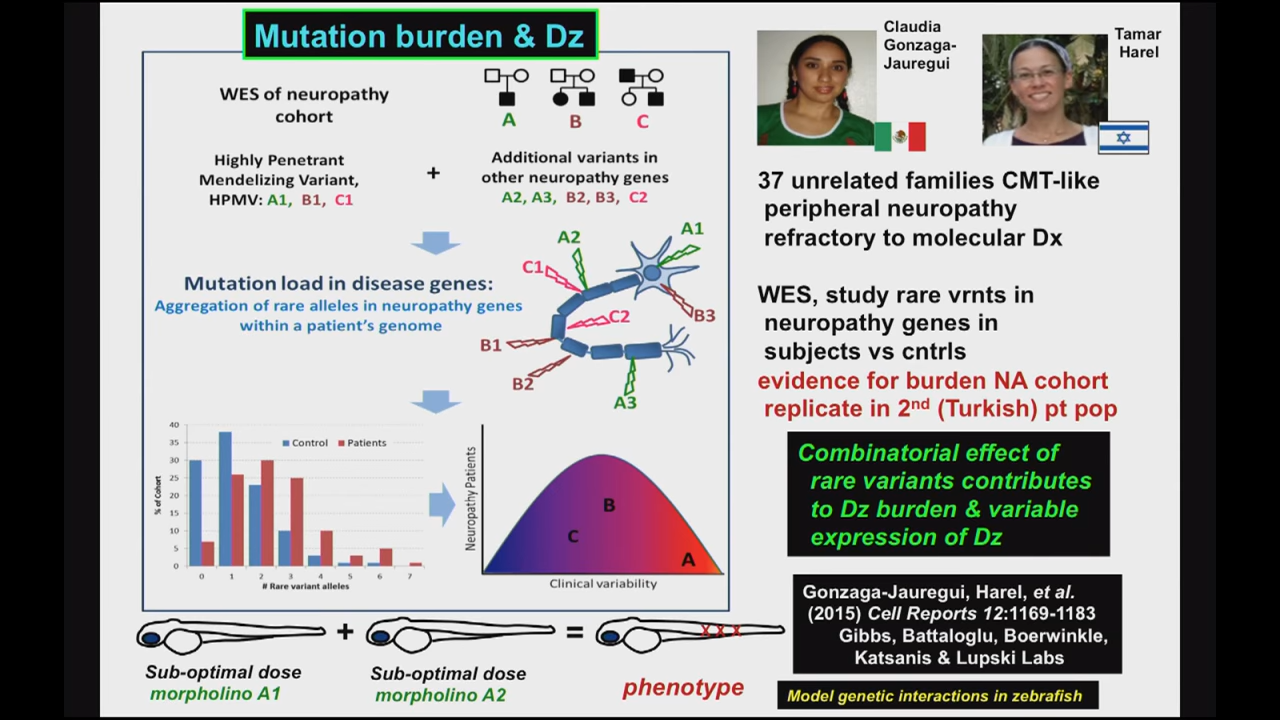 Mutation burden & Dz
WES of neuropathy
cohort
A
B
C
Highly Penetrant
Mendelizing Variant,
HPMV: A1, B1, C1
+
Additional variants in
other neuropathy genes
A2, A3, B2, B3, C2
Mutation load in disease genes:
Aggregation of rare alleles in neuropathy genes
within a patient's genome
A2
A1
C1
C2
B3
B1
B2
A3
40
35
30
25
20
15
10
5
0
% of Cohort
Control
Patients
0 1 2 3 4 5 6 7
# Rare variant alleles
Neuropathy Patients
B
C
A
Clinical variability
+
=
x x x
Sub-optimal dose
morpholino A1
Sub-optimal dose
morpholino A2
phenotype
Claudia
Gonzaga-
Jauregui
Tamar
Harel
37 unrelated families CMT-like
peripheral neuropathy
refractory to molecular Dx
WES, study rare vrnts in
neuropathy genes in
subjects vs cntrls
evidence for burden NA cohort
replicate in 2nd (Turkish) pt pop
Combinatorial effect of
rare variants contributes
to Dz burden & variable
expression of Dz
Gonzaga-Jauregui, Harel, et al.
(2015) Cell Reports 12:1169-1183
Gibbs, Battaloglu, Boerwinkle,
Katsanis & Lupski Labs
Model genetic interactions in zebrafish